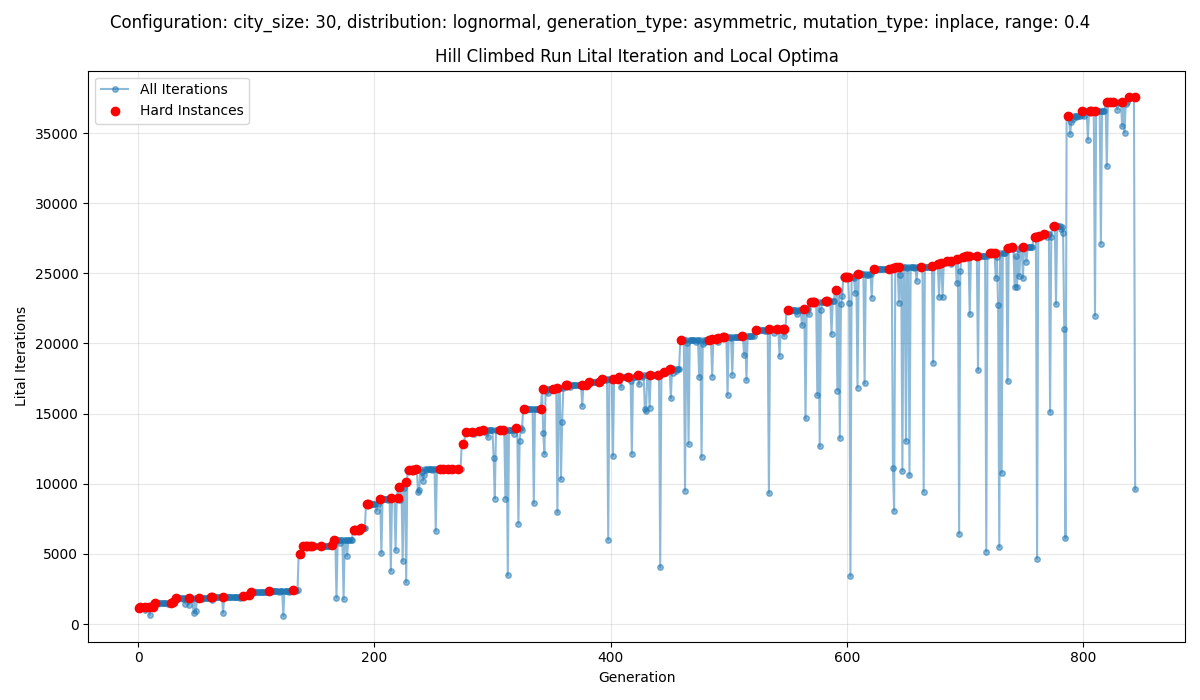 Configuration: city_size: 30, distribution: lognormal, generation_type: asymmetric, mutation_type: inplace, range: 0.4
Hill Climbed Run Lital Iteration and Local Optima
All Iterations
Hard Instances
35000
30000
25000
20000
15000
10000
5000
0
Lital Iterations
0 200 400 600 800
Generation